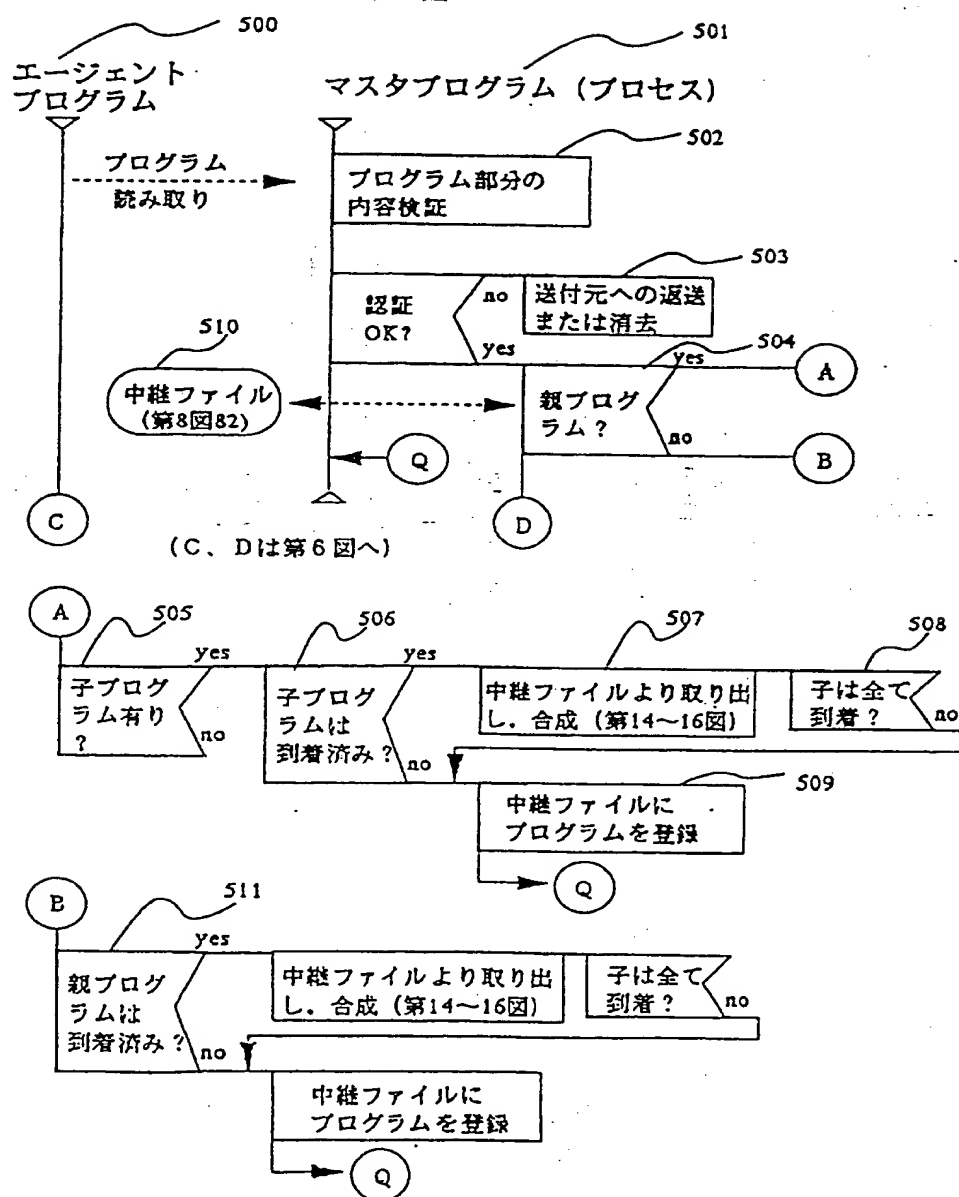 500
エージェント
プログラム
501
マスタプログラム (プロセス)
プログラム
読み取り
502
プログラム部分の
内容検証
認証
OK?
no
yes
503
送付元への返送
または消去
504
510
中継ファイル
(第8図82)
親プログ
ラム?
yes
no
A
B
Q
C
D
(C、Dは第6図へ)
A
505
yes
子プログ
ラム有り
?
no
506
yes
子プログ
ラムは
到着済み?
no
507
中継ファイルより取り出
し.合成 (第14〜16図)
508
子は全て
到着?
no
509
中継ファイルに
プログラムを登録
Q
B
511
yes
親プログ
ラムは
到着済み?
no
中継ファイルより取り出
し.合成 (第14〜16図)
子は全て
到着?
no
中継ファイルに
プログラムを登録
Q